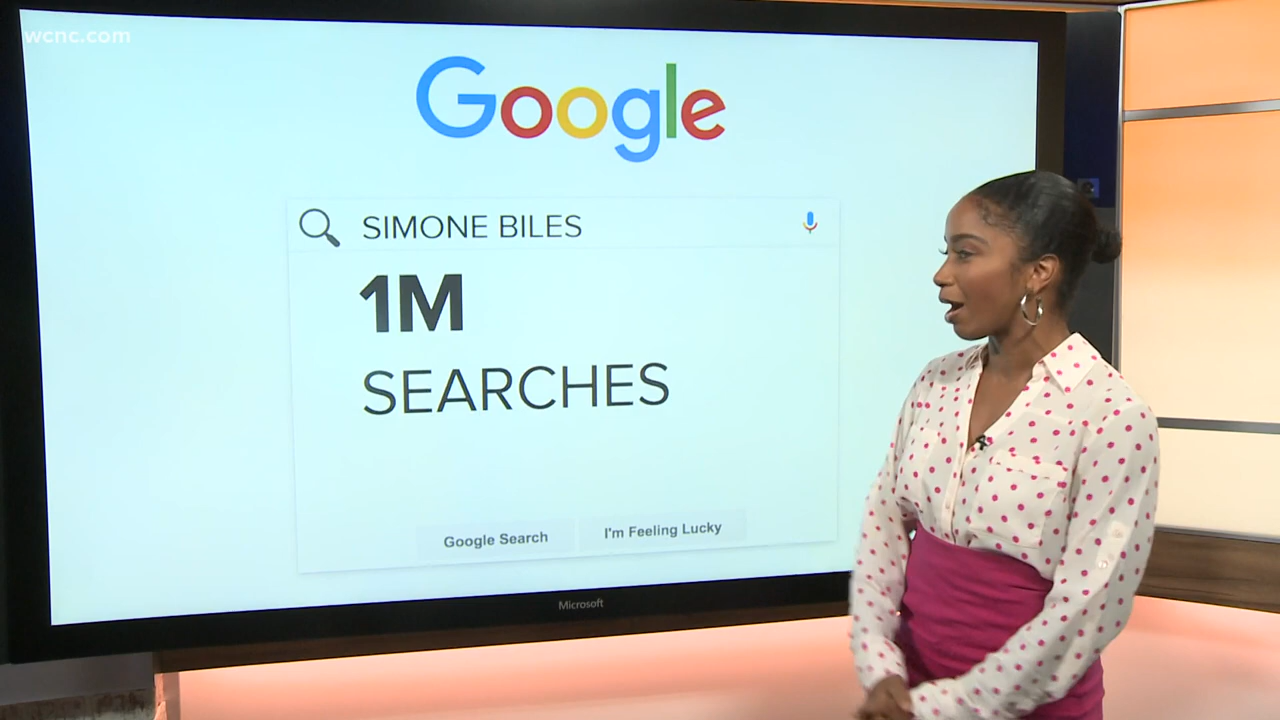 wcnc.com
Google
SIMONE BILES
1M
SEARCHES
Google Search
I'm Feeling Lucky
Microsoft